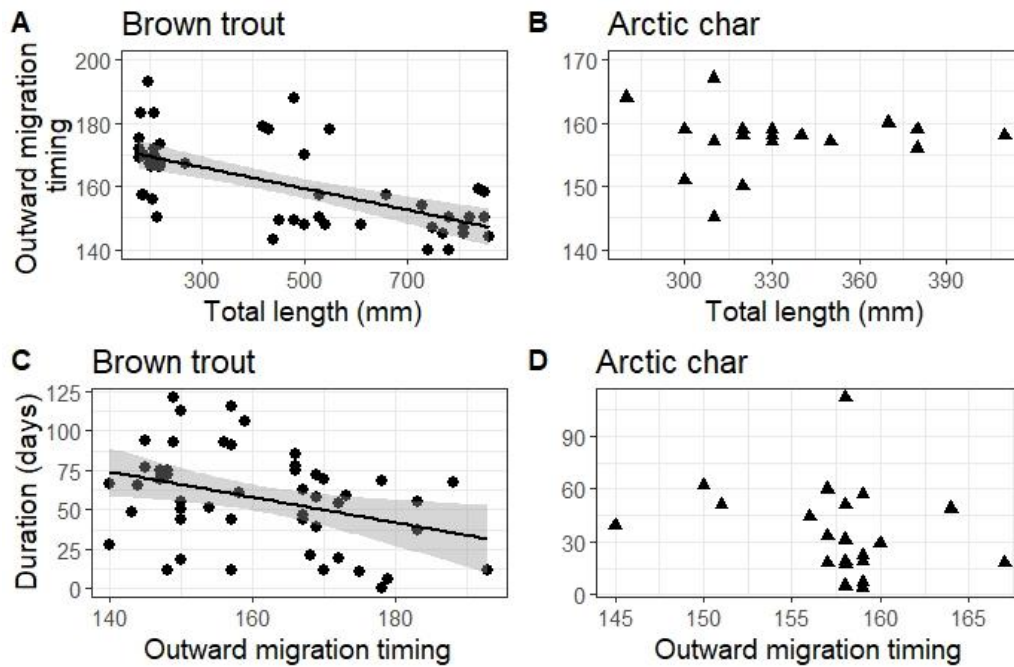 A Brown trout
B Arctic char
Outward migration
timing
200
180
160
140
300 500 700
Total length (mm)
170
160
150
140
300 330 360 390
Total length (mm)
C Brown trout
D Arctic char
Duration (days)
125
100
75
50
25
0
140 160 180
Outward migration timing
90
60
30
0
145 150 155 160 165
Outward migration timing